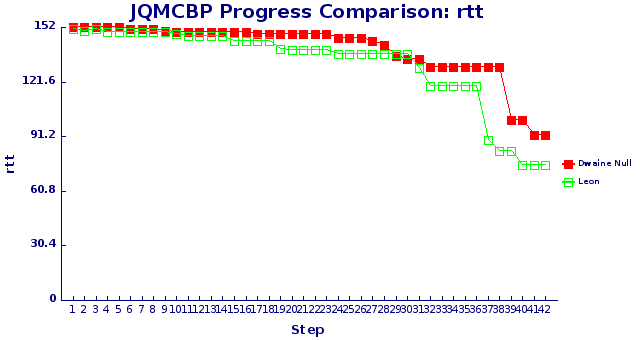 JQMCBP Progress Comparison: rtt
152
121.6
91.2
60.8
30.4
0
rtt
1 2 3 4 5 6 7 8 9 10 11 12 13 14 15 16 17 18 19 20 21 22 23 24 25 26 27 28 29 30 31 32 33 34 35 36 37 38 39 40 41 42
Step
Dwaine Null
Leon